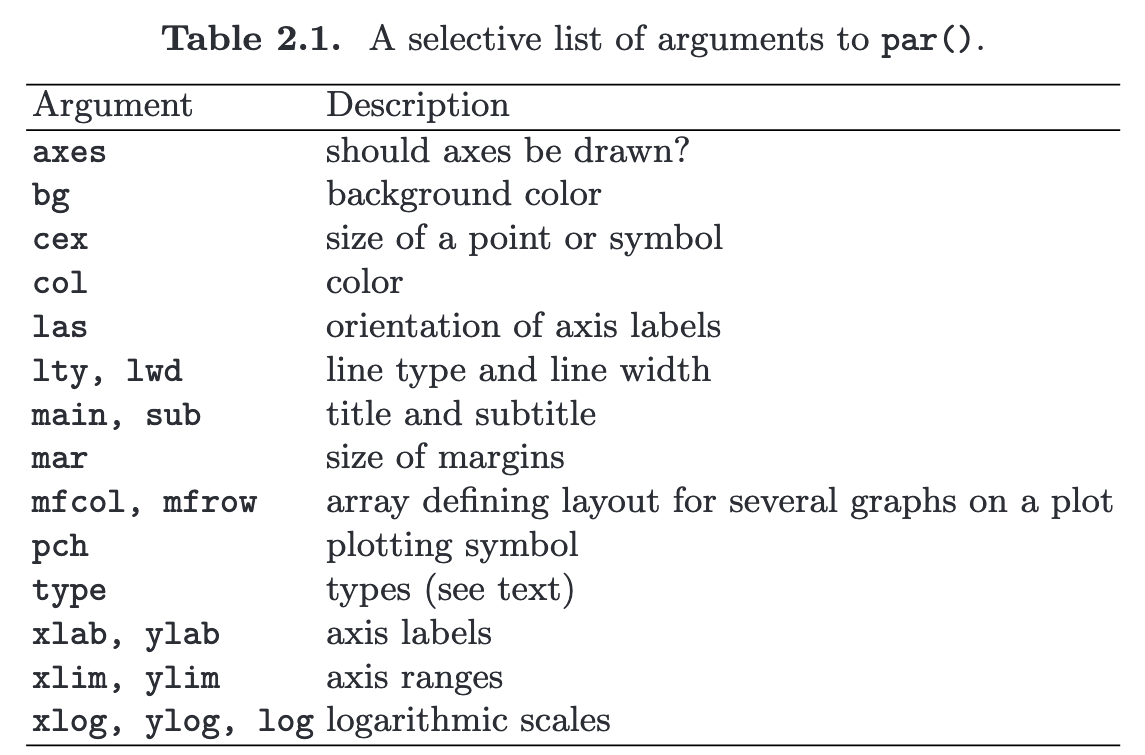 Table 2.1. A selective list of arguments to par().
Argument Description
axes should axes be drawn?
bg background color
cex size of a point or symbol
col color
las orientation of axis labels
lty, lwd line type and line width
main, sub title and subtitle
mar size of margins
mfcol, mfrow array defining layout for several graphs on a plot
pch plotting symbol
type types (see text)
xlab, ylab axis labels
xlim, ylim axis ranges
xlog, ylog, log logarithmic scales